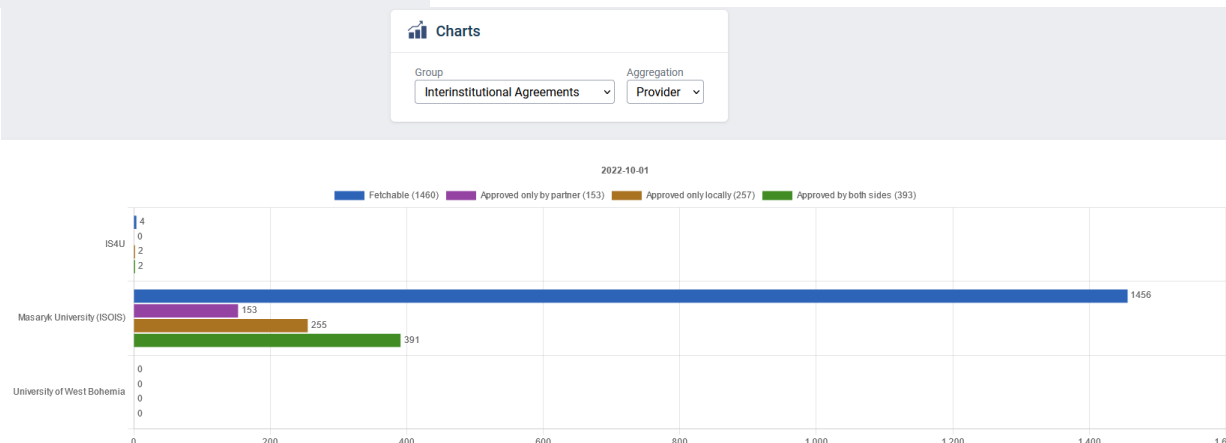 Charts
Group Aggregation
Interinstitutional Agreements Provider
2022-10-01
Fetchable (1460) Approved only by partner (153) Approved only locally (257) Approved by both sides (393)
IS4U
4
0
2
2
Masaryk University (ISOIS)
1456
153
255
391
University of West Bohemia
0
0
0
0
0 200 400 600 800 1,000 1,200 1,400